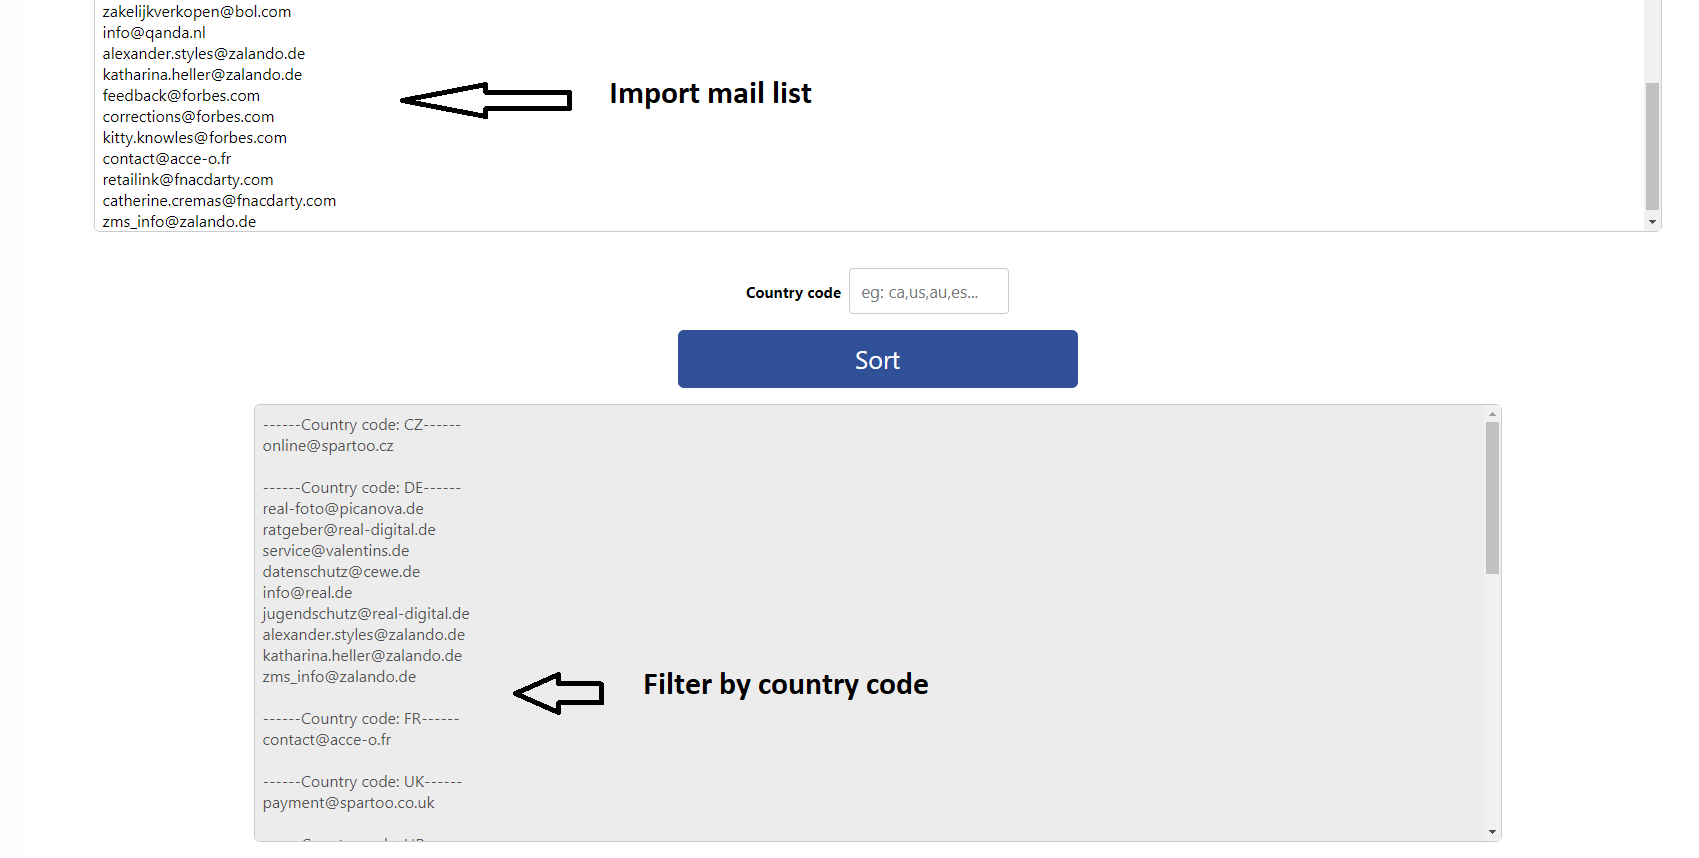 zakelijkverkopen@bol.com
info@qanda.nl
alexander.styles@zalando.de
katharina.heller@zalando.de
feedback@forbes.com
corrections@forbes.com
kitty.knowles@forbes.com
contact@acce-o.fr
retailink@fnacdarty.com
catherine.cremas@fnacdarty.com
zms_info@zalando.de
Import mail list
Country code eg: ca,us,au,es...
Sort
------Country code: CZ------
online@spartoo.cz
------Country code: DE------
real-foto@picanova.de
ratgeber@real-digital.de
service@valentins.de
datenschutz@cewe.de
info@real.de
jugendschutz@real-digital.de
alexander.styles@zalando.de
katharina.heller@zalando.de
zms_info@zalando.de
Filter by country code
------Country code: FR------
contact@acce-o.fr
------Country code: UK------
payment@spartoo.co.uk